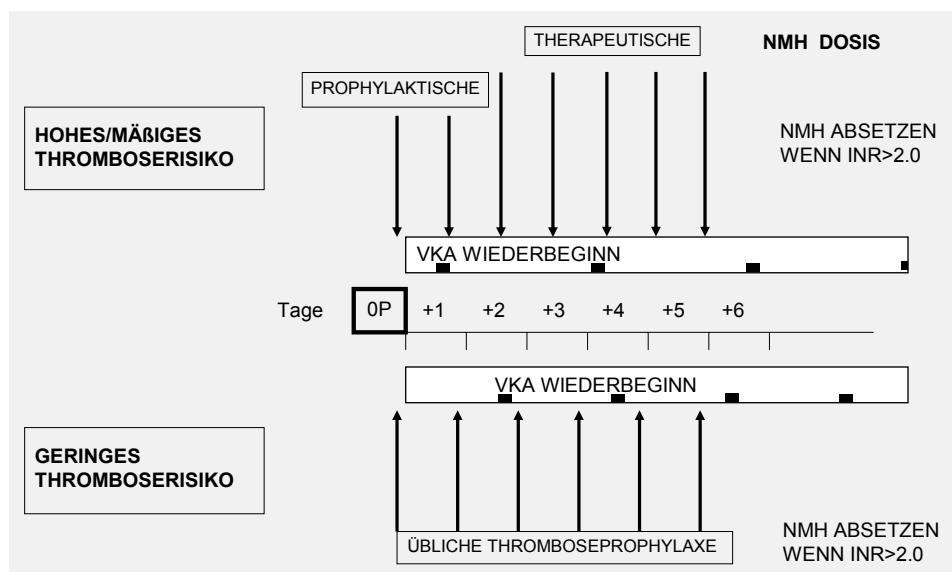 THERAPEUTISCHE
NMH DOSIS
PROPHYLAKTISCHE
HOHES/MÄßIGES
THROMBOSERISIKO
NMH ABSETZEN
WENN INR>2.0
VKA WIEDERBEGINN
Tage 0P +1 +2 +3 +4 +5 +6
VKA WIEDERBEGINN
GERINGES
THROMBOSERISIKO
ÜBLICHE THROMBOSEPROPHYLAXE
NMH ABSETZEN
WENN INR>2.0